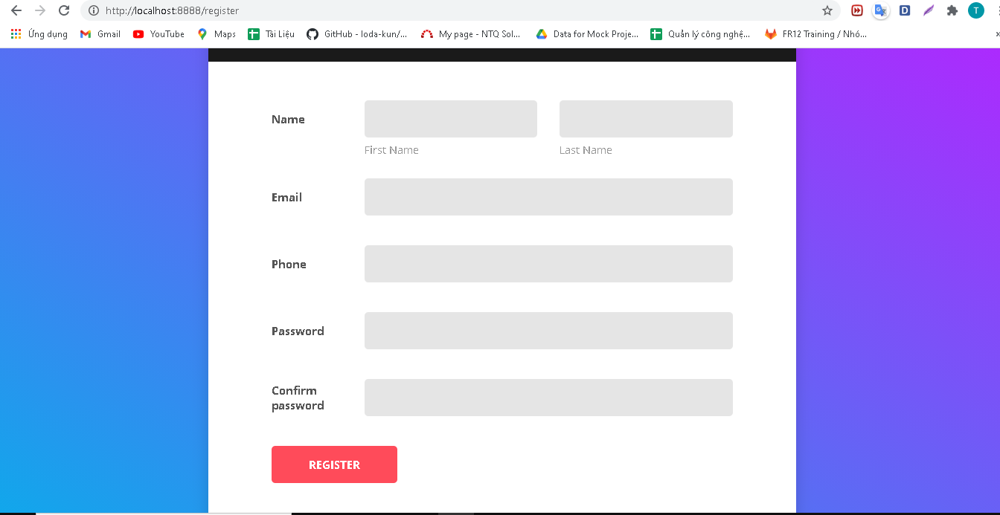 http://localhost:8888/register
T
Ứng dụng Gmail YouTube Maps Tài Liệu GitHub - loda-kun/... My page - NTQ Sol... Data for Mock Proje... Quản lý công nghệ... FR12 Training / Nhó... »
Name
First Name Last Name
Email
Phone
Password
Confirm
password
REGISTER